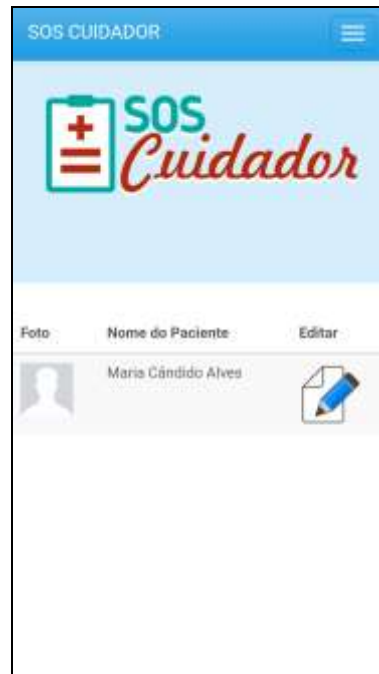 SOS CUIDADOR
SOS
Cuidador
Foto Nome do Paciente Editar
Maria Cândido Alves